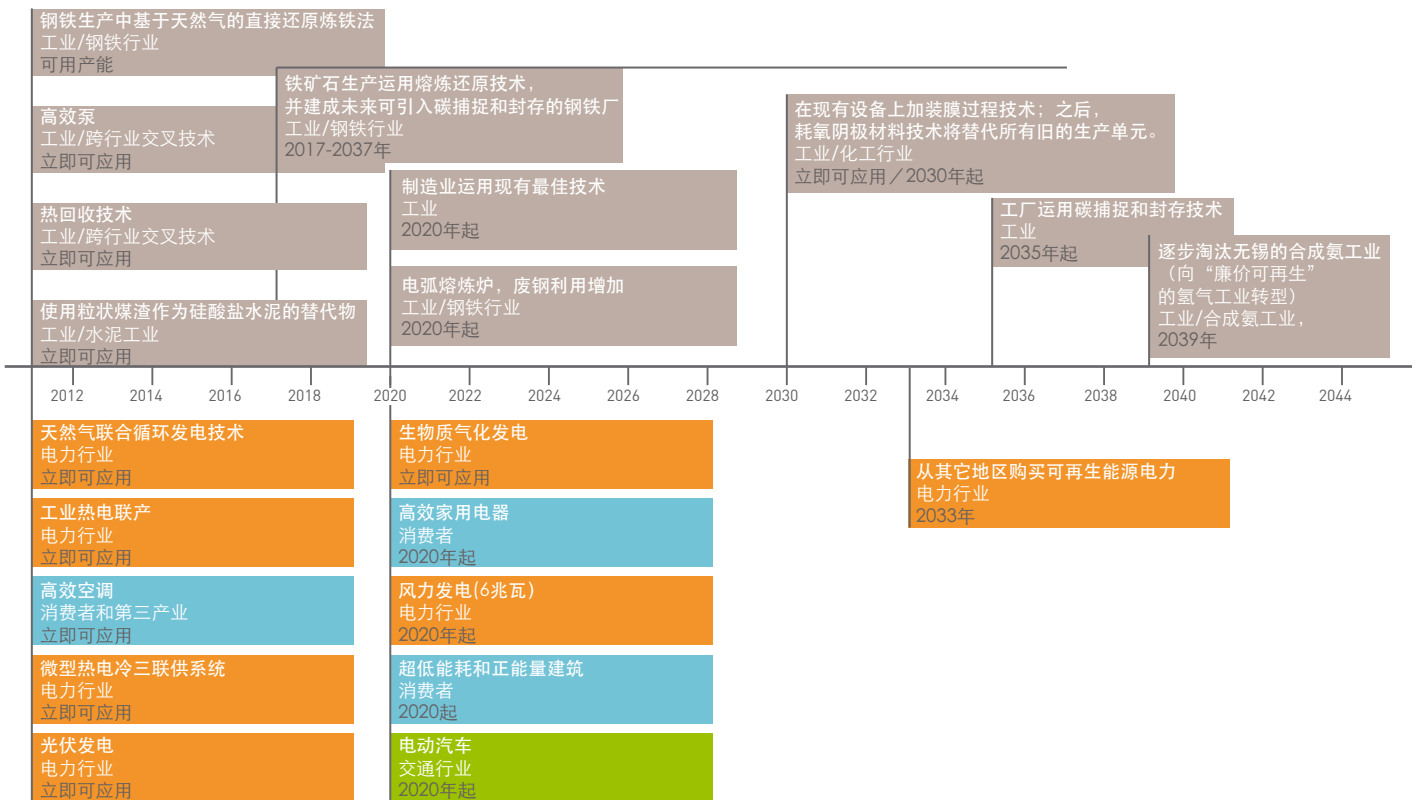 钢铁生产中基于天然气的直接还原炼铁法
工业/钢铁行业
可用产能
铁矿石生产运用熔炼还原技术，
并建成未来可引入碳捕捉和封存的钢铁厂
工业/钢铁行业
2017-2037年
高效泵
工业/跨行业交叉技术
立即可应用
在现有设备上加装膜过程技术；之后，
耗氧阴极材料技术将替代所有旧的生产单元。
工业/化工行业
立即可应用／2030年起
制造业运用现有最佳技术
工业
2020年起
热回收技术
工业/跨行业交叉技术
立即可应用
工厂运用碳捕捉和封存技术
工业
2035年起
逐步淘汰无锡的合成氨工业
（向“廉价可再生”
的氢气工业转型）
工业/合成氨工业，
2039年
电弧熔炼炉，废钢利用增加
工业/钢铁行业
2020年起
使用粒状煤渣作为硅酸盐水泥的替代物
工业/水泥工业
立即可应用
2012 2014 2016 2018 2020 2022 2024 2026 2028 2030 2032 2034 2036 2038 2040 2042 2044
天然气联合循环发电技术
电力行业
立即可应用
生物质气化发电
电力行业
立即可应用
从其它地区购买可再生能源电力
电力行业
2033年
工业热电联产
电力行业
立即可应用
高效家用电器
消费者
2020年起
高效空调
消费者和第三产业
立即可应用
风力发电(6兆瓦)
电力行业
2020年起
微型热电冷三联供系统
电力行业
立即可应用
超低能耗和正能量建筑
消费者
2020起
光伏发电
电力行业
立即可应用
电动汽车
交通行业
2020年起